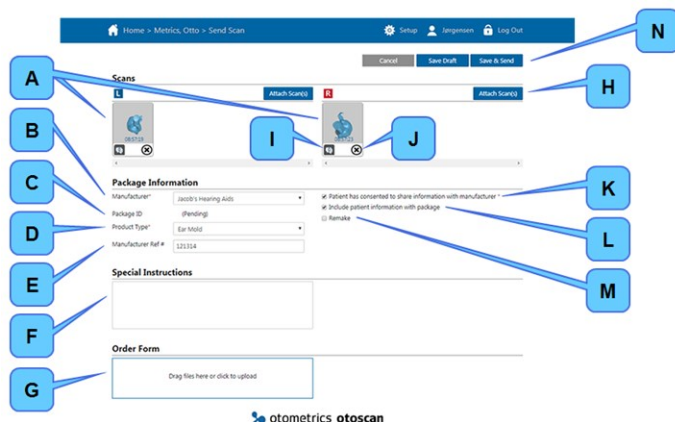 Home > Metrics, Otto > Send Scan
Setup
Jørgensen
Log Out
N
Cancel
Save Draft
Save & Send
A
Scans
L
Attach Scan(s)
R
Attach Scan(s)
H
B
I
J
C
Package Information
Manufacturer*
Jacob's Hearing Aids
Patient has consented to share information with manufacturer *
K
Package ID
(Pending)
Include patient information with package
D
Product Type*
Ear Mold
Remake
L
Manufacturer Ref #
121314
E
M
Special Instructions
F
Order Form
G
Drag files here or click to upload
otometrics otoscan